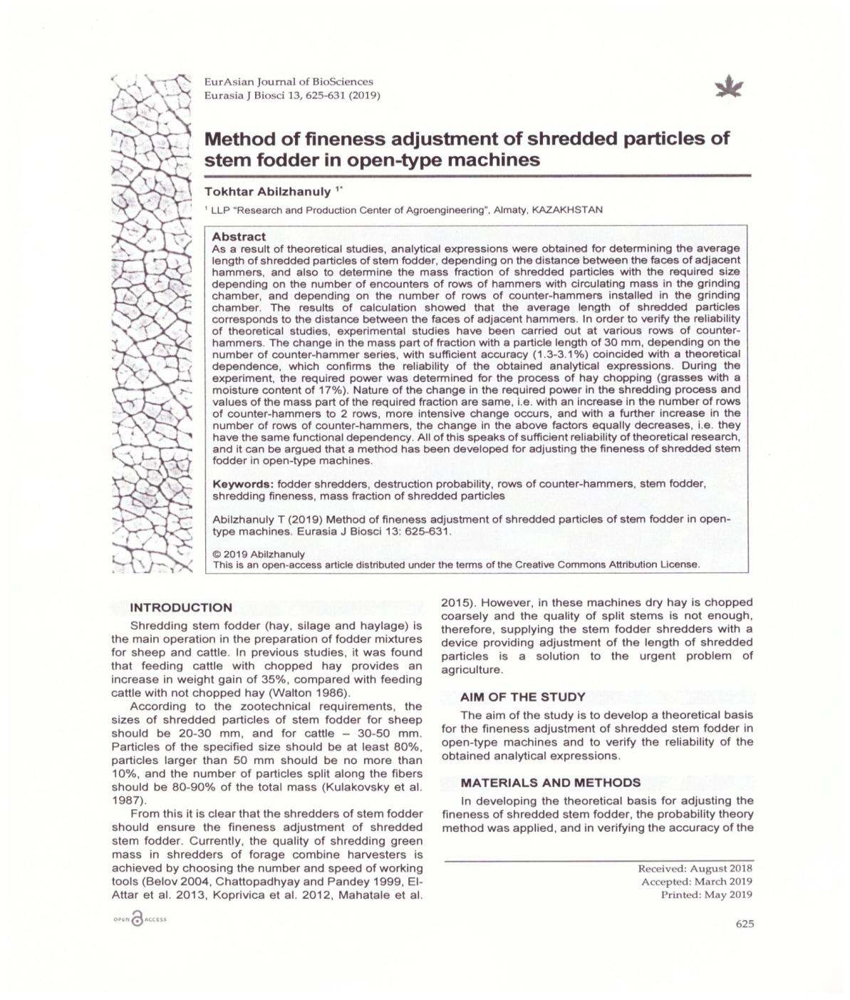 EurAsian Journal of BioSciences
Eurasia J Biosci 13, 625-631 (2019)
Method of fineness adjustment of shredded particles of
stem fodder in open-type machines
Tokhtar Abilzhanuly 1*
1 LLP "Research and Production Center of Agroengineering", Almaty, KAZAKHSTAN
Abstract
As a result of theoretical studies, analytical expressions were obtained for determining the average
length of shredded particles of stem fodder, depending on the distance between the faces of adjacent
hammers, and also to determine the mass fraction of shredded particles with the required size
depending on the number of encounters of rows of hammers with circulating mass in the grinding
chamber, and depending on the number of rows of counter-hammers installed in the grinding
chamber. The results of calculation showed that the average length of shredded particles
corresponds to the distance between the faces of adjacent hammers. In order to verify the reliability
of theoretical studies, experimental studies have been carried out at various rows of counter-
hammers. The change in the mass part of fraction with a particle length of 30 mm, depending on the
number of counter-hammer series, with sufficient accuracy (1.3-3.1%) coincided with a theoretical
dependence, which confirms the reliability of the obtained analytical expressions. During the
experiment, the required power was determined for the process of hay chopping (grasses with a
moisture content of 17%). Nature of the change in the required power in the shredding process and
values of the mass part of the required fraction are same, i.e. with an increase in the number of rows
of counter-hammers to 2 rows, more intensive change occurs, and with a further increase in the
number of rows of counter-hammers, the change in the above factors equally decreases, i.e. they
have the same functional dependency. All of this speaks of sufficient reliability of theoretical research,
and it can be argued that a method has been developed for adjusting the fineness of shredded stem
fodder in open-type machines.
Keywords: fodder shredders, destruction probability, rows of counter-hammers, stem fodder,
shredding fineness, mass fraction of shredded particles
Abilzhanuly T (2019) Method of fineness adjustment of shredded particles of stem fodder in open-
type machines. Eurasia J Biosci 13: 625-631.
© 2019 Abilzhanuly
This is an open-access article distributed under the terms of the Creative Commons Attribution License.
INTRODUCTION
Shredding stem fodder (hay, silage and haylage) is
the main operation in the preparation of fodder mixtures
for sheep and cattle. In previous studies, it was found
that feeding cattle with chopped hay provides an
increase in weight gain of 35%, compared with feeding
cattle with not chopped hay (Walton 1986).
According to the zootechnical requirements, the
sizes of shredded particles of stem fodder for sheep
should be 20-30 mm, and for cattle – 30-50 mm.
Particles of the specified size should be at least 80%,
particles larger than 50 mm should be no more than
10%, and the number of particles split along the fibers
should be 80-90% of the total mass (Kulakovsky et al.
1987).
From this it is clear that the shredders of stem fodder
should ensure the fineness adjustment of shredded
stem fodder. Currently, the quality of shredding green
mass in shredders of forage combine harvesters is
achieved by choosing the number and speed of working
tools (Belov 2004, Chattopadhyay and Pandey 1999, El-
Attar et al. 2013, Koprivica et al. 2012, Mahatale et al.
2015). However, in these machines dry hay is chopped
coarsely and the quality of split stems is not enough,
therefore, supplying the stem fodder shredders with a
device providing adjustment of the length of shredded
particles is a solution to the urgent problem of
agriculture.
AIM OF THE STUDY
The aim of the study is to develop a theoretical basis
for the fineness adjustment of shredded stem fodder in
open-type machines and to verify the reliability of the
obtained analytical expressions.
MATERIALS AND METHODS
In developing the theoretical basis for adjusting the
fineness of shredded stem fodder, the probability theory
method was applied, and in verifying the accuracy of the
Received: August 2018
Accepted: March 2019
Printed: May 2019
OPEN ACCESS
625